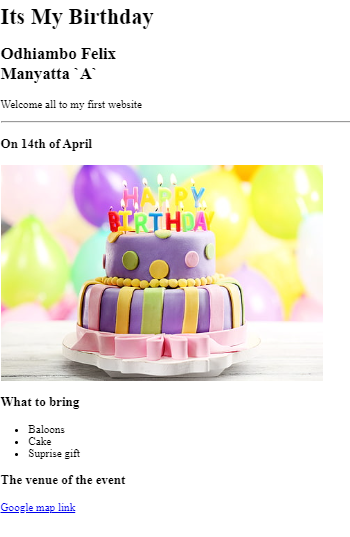 Its My Birthday
Odhiambo Felix
Manyatta `A`
Welcome all to my first website
On 14th of April
HAPPY
BIRTHDAY
What to bring
Baloons
Cake
Suprise gift
The venue of the event
Google map link